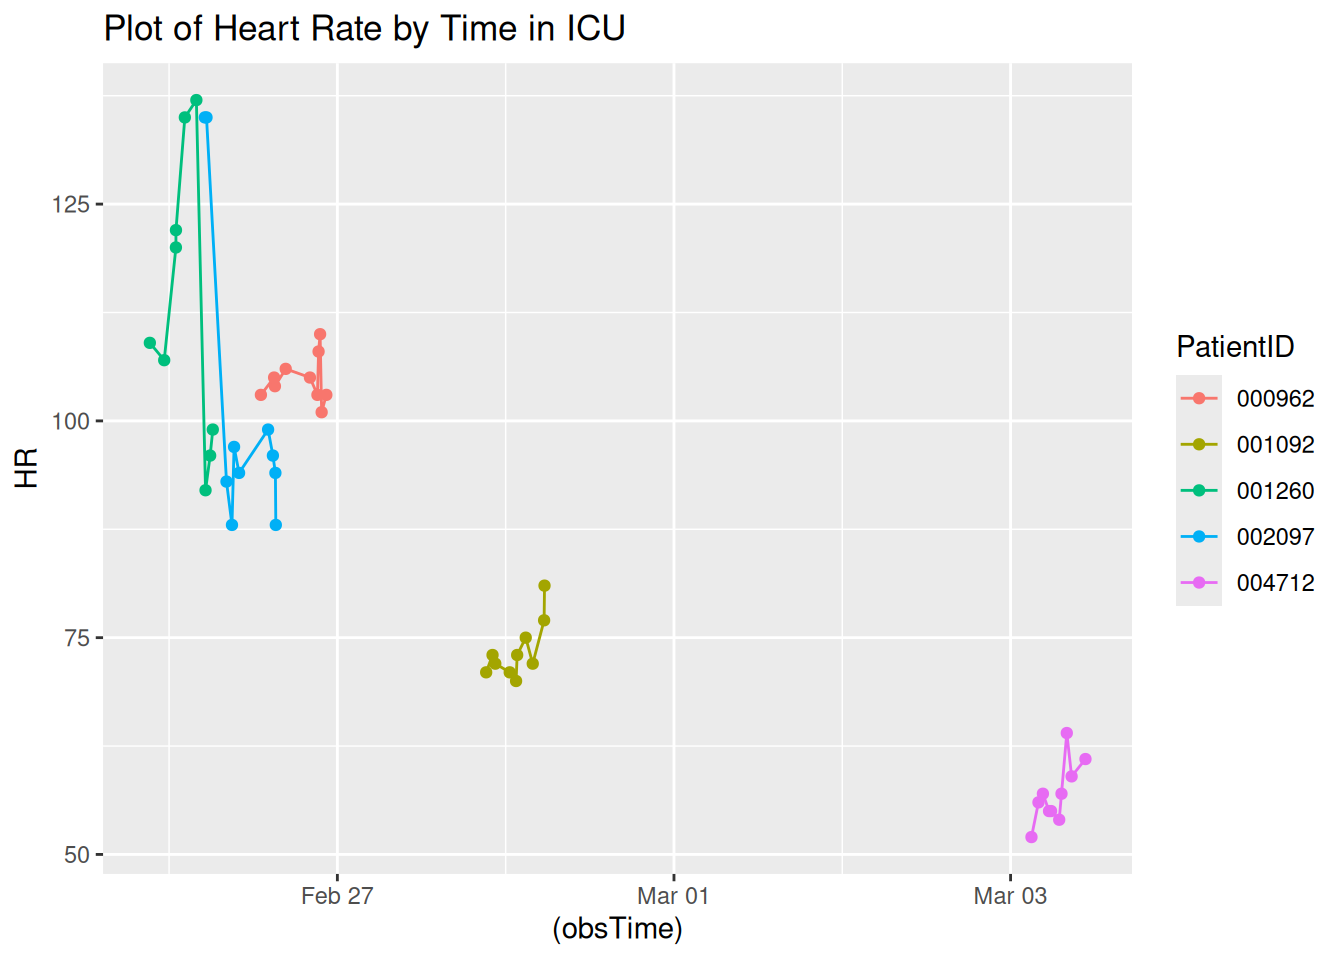 Plot of Heart Rate by Time in ICU
125
100
75
50
HR
Feb 27
Mar 01
Mar 03
(obsTime)
PatientID
000962
001092
001260
002097
004712